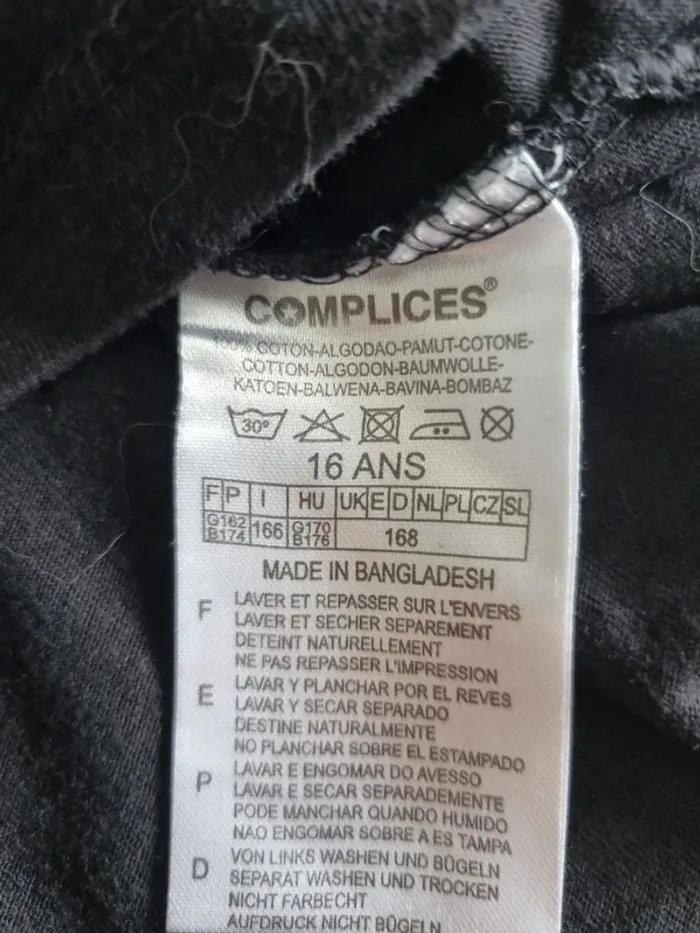 COMPLICES®
100% COTON-ALGODAO-PAMUT-COTONE-
COTTON-ALGODON-BAUMWOLLE-
KATOEN-BALWENA-BAVINA-BOMBAZ
30°
16 ANS
F P I HU UK E D NL PL CZ SL
G162 B174 166 G170 B176 168
MADE IN BANGLADESH
F LAVER ET REPASSER SUR L'ENVERS
LAVER ET SECHER SEPAREMENT
DETEINT NATURELLEMENT
NE PAS REPASSER L'IMPRESSION
E LAVAR Y PLANCHAR POR EL REVES
LAVAR Y SECAR SEPARADO
DESTINE NATURALMENTE
NO PLANCHAR SOBRE EL ESTAMPADO
P LAVAR E ENGOMAR DO AVESSO
LAVAR E SECAR SEPARADEMENTE
PODE MANCHAR QUANDO HUMIDO
NAO ENGOMAR SOBRE A ES TAMPA
D VON LINKS WASHEN UND BÜGELN
SEPARAT WASHEN UND TROCKEN
NICHT FARBECHT
AUFDRUCK NICHT BÜGELN